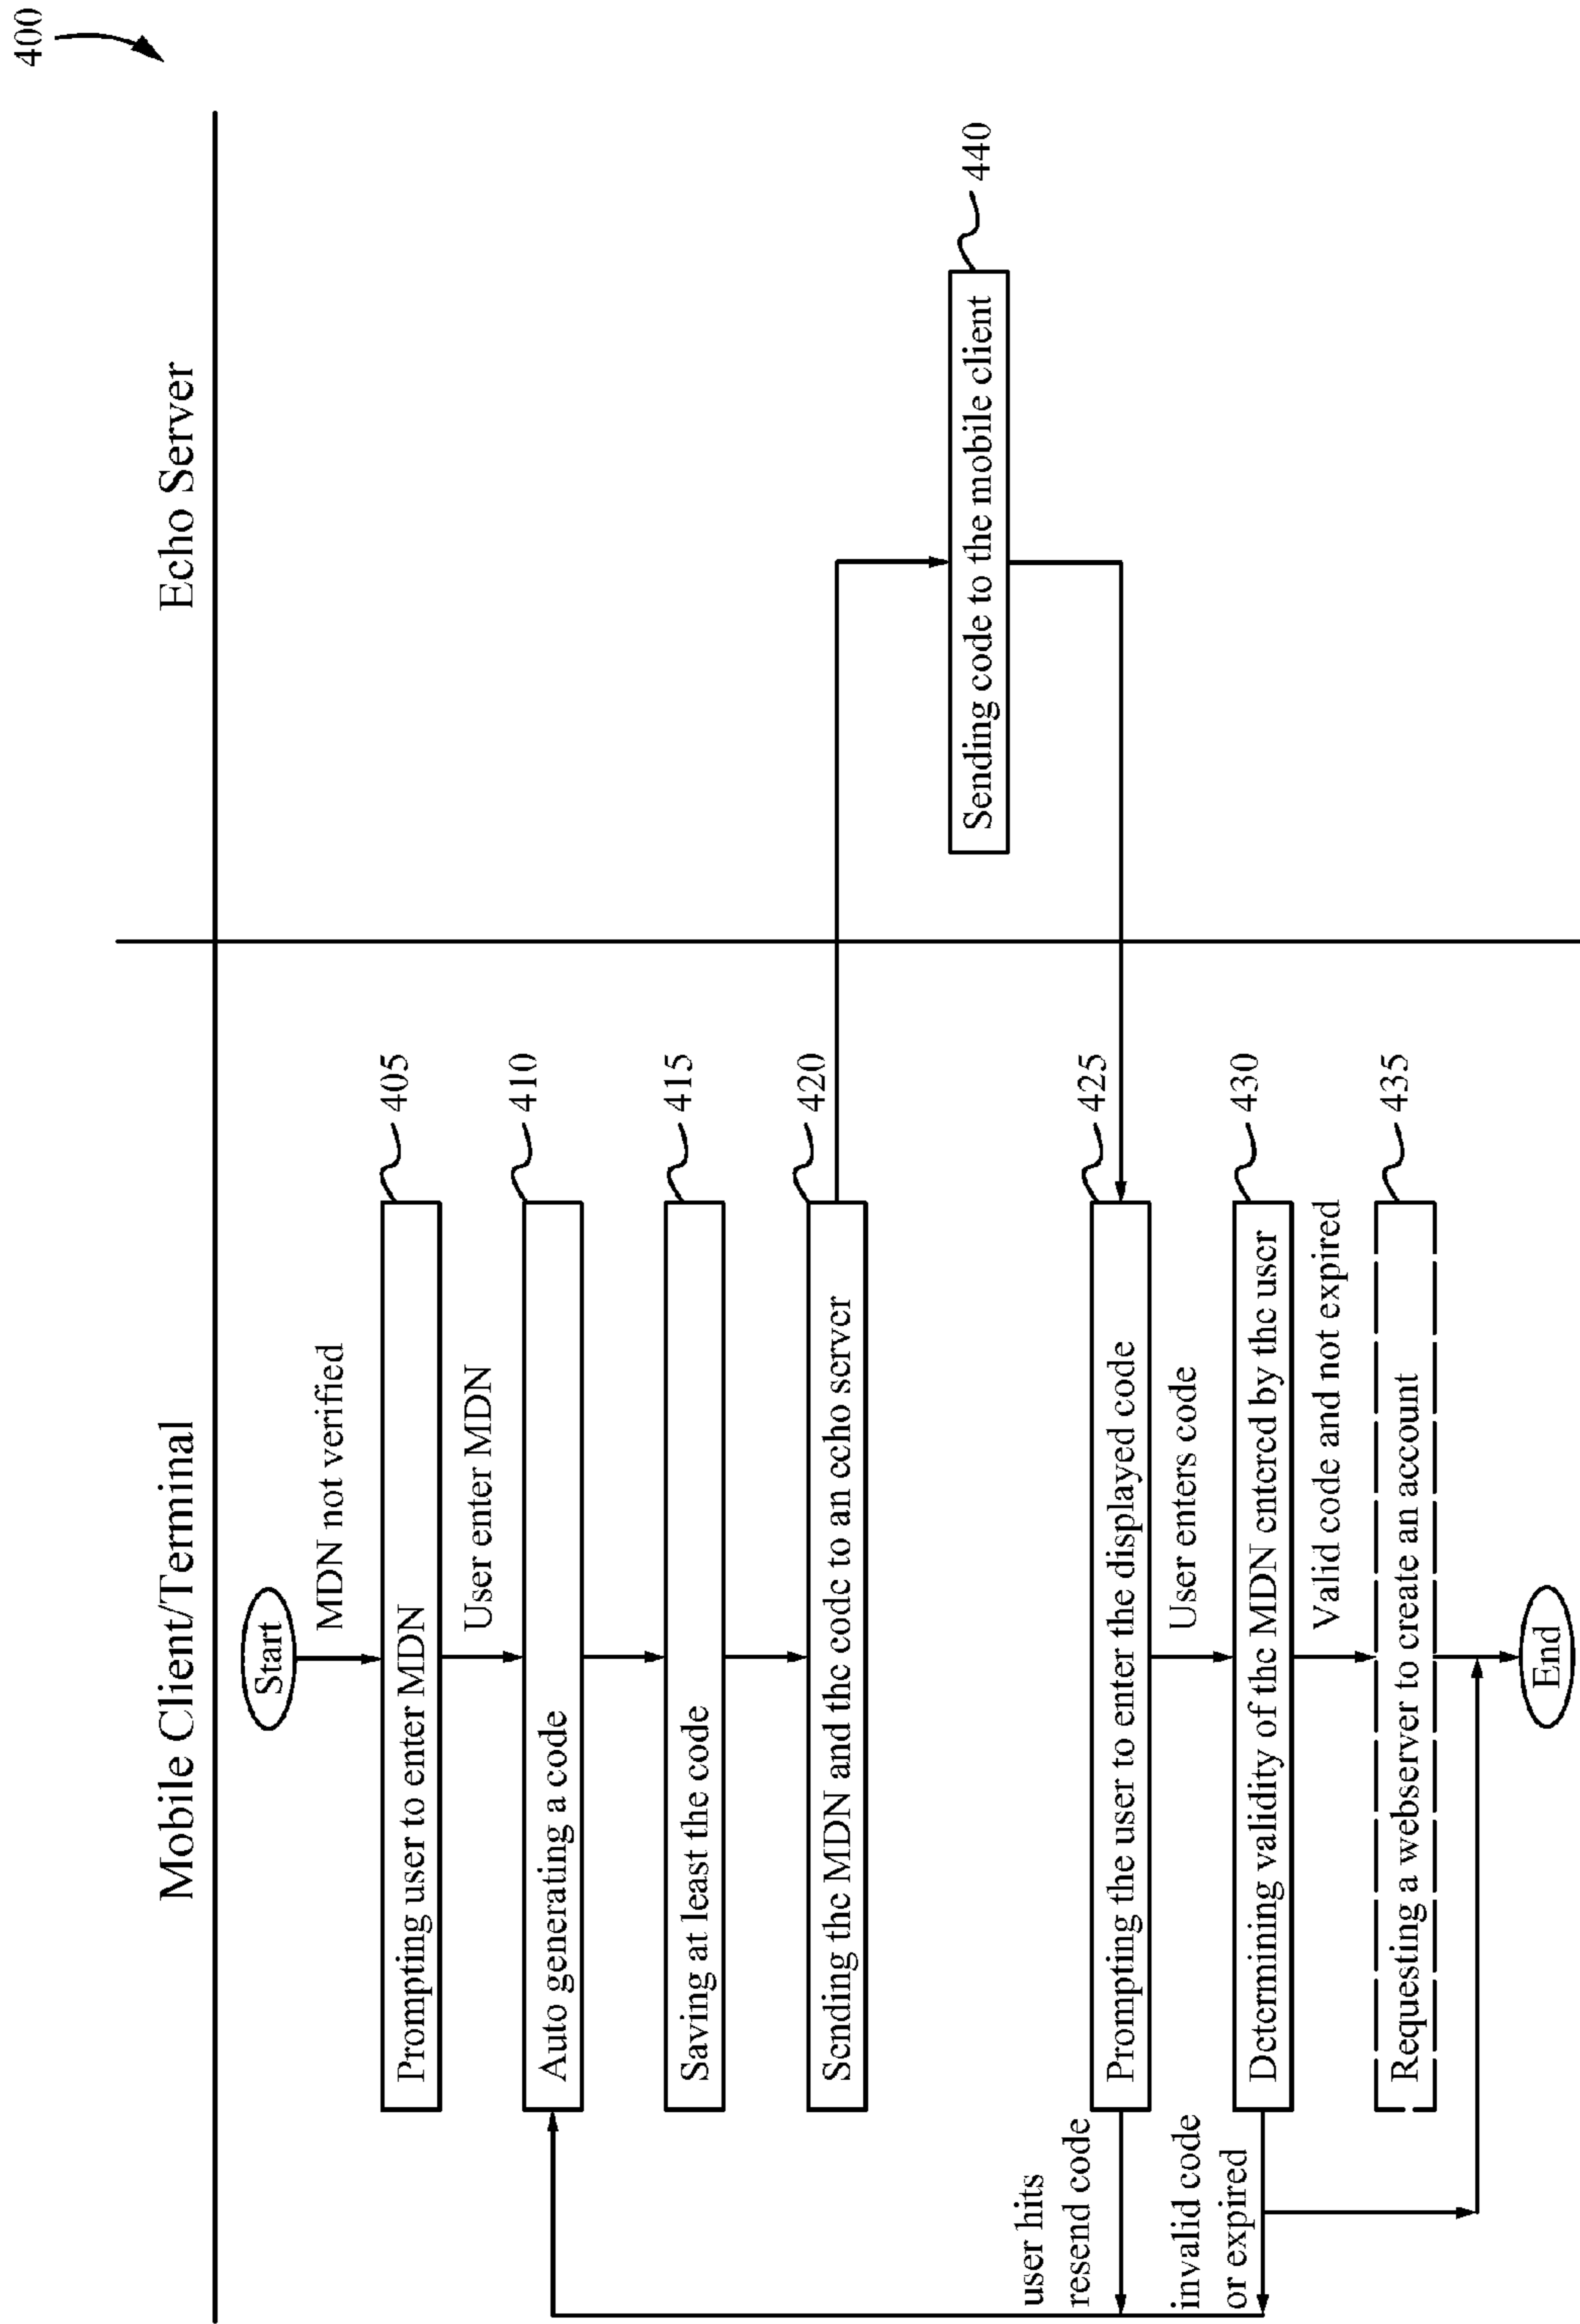 400
Mobile Client/Terminal
Echo Server
Start
MDN not verified
Prompting user to enter MDN
405
User enter MDN
Auto generating a code
410
Saving at least the code
415
Sending the MDN and the code to an echo server
420
Sending code to the mobile client
440
Prompting the user to enter the displayed code
425
user hits
resend code
User enters code
Determining validity of the MDN entered by the user
430
invalid code
or expired
Valid code and not expired
Requesting a webserver to create an account
435
End